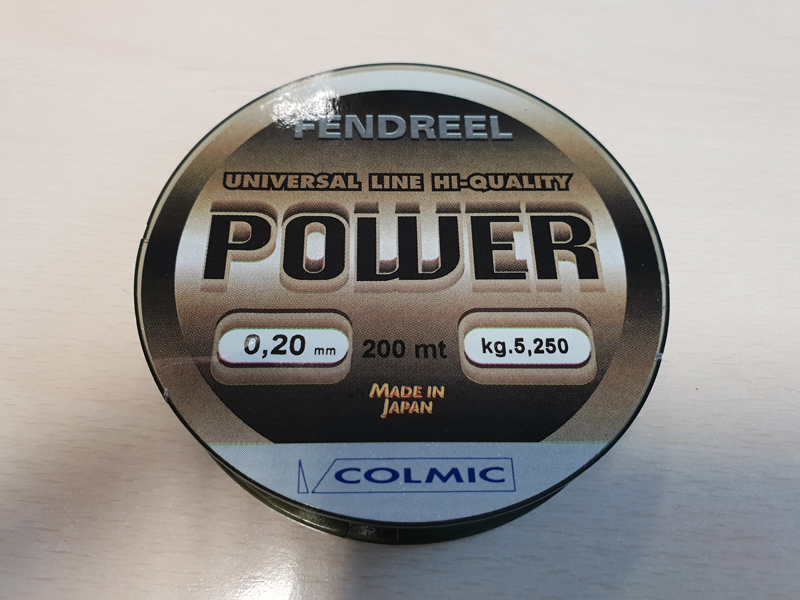 FENDREEL
UNIVERSAL LINE HI-QUALITY
POWER
0,20 mm 200 mt kg.5,250
MADE IN
JAPAN
COLMIC